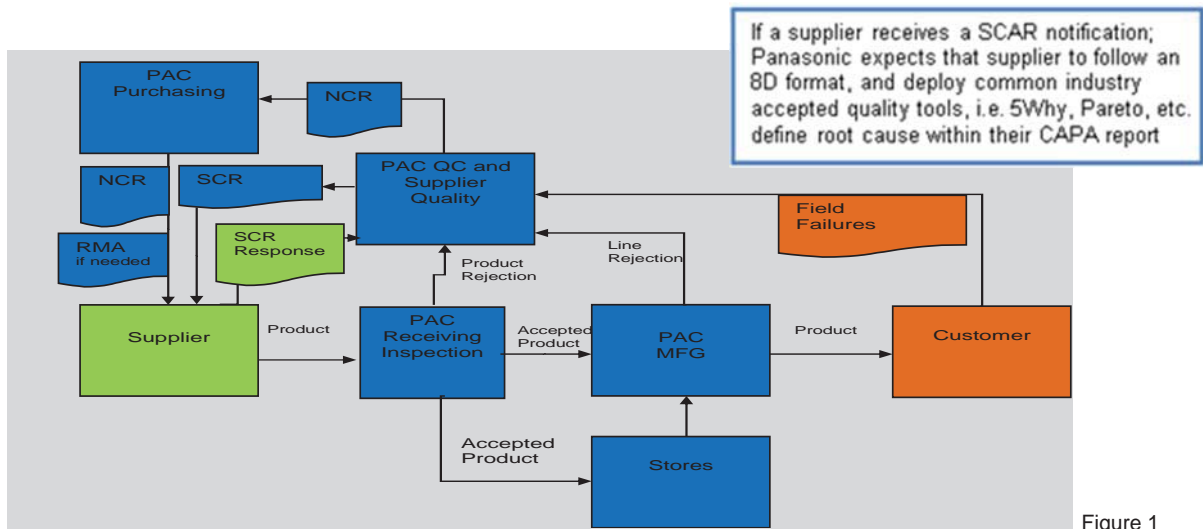 If a supplier receives a SCAR notification;
Panasonic expects that supplier to follow an
8D format, and deploy common industry
accepted quality tools, i.e. 5Why, Pareto, etc.
define root cause within their CAPA report
PAC
Purchasing
NCR
PAC QC and
Supplier
Quality
NCR
SCR
Field
Failures
RMA
if needed
SCR
Response
Product
Rejection
Line
Rejection
Supplier
Product
PAC
Receiving
Inspection
Accepted
Product
PAC
MFG
Product
Customer
Accepted
Product
Stores
Figure 1